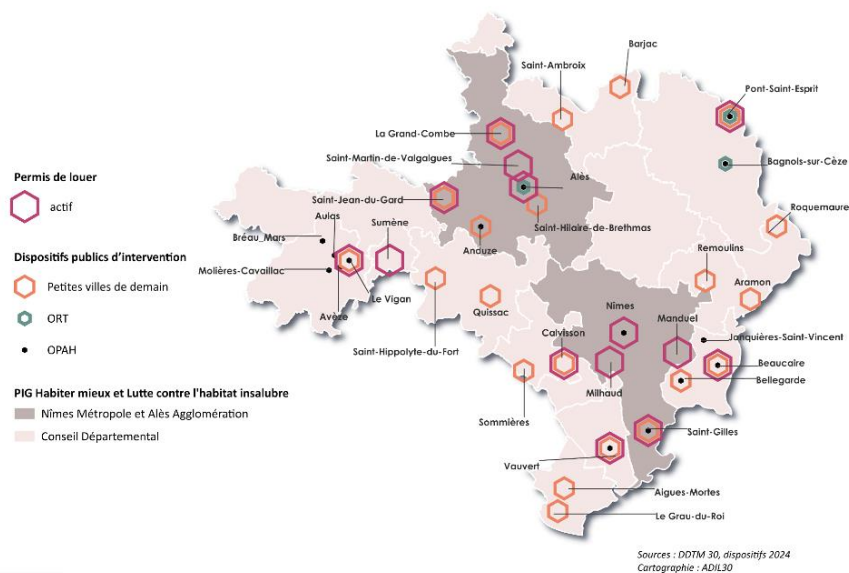 Barjac
Saint-Ambroix
Pont-Saint-Esprit
La Grand-Combe
Saint-Martin-de-Valgalgues
Bagnols-sur-Cèze
Alès
Permis de louer
actif
Saint-Jean-du-Gard
Aulas
Sumène
Roquemaure
Saint-Hilaire-de-Brethmas
Bréau_Mars
Anduze
Remoulins
Dispositifs publics d'intervention
Molières-Cavaillac
Petites villes de demain
Aramon
Le Vigan
Avèze
Quissac
Nîmes
Manduel
ORT
Calvisson
Jonquières-Saint-Vincent
OPAH
Saint-Hippolyte-du-Fort
Beaucaire
Bellegarde
PIG Habiter mieux et Lutte contre l'habitat insalubre
Milhaud
Nîmes Métropole et Alès Agglomération
Sommières
Saint-Gilles
Conseil Départemental
Vauvert
Aigues-Mortes
Le Grau-du-Roi
Sources : DDTM 30, dispositifs 2024
Cartographie : ADIL30